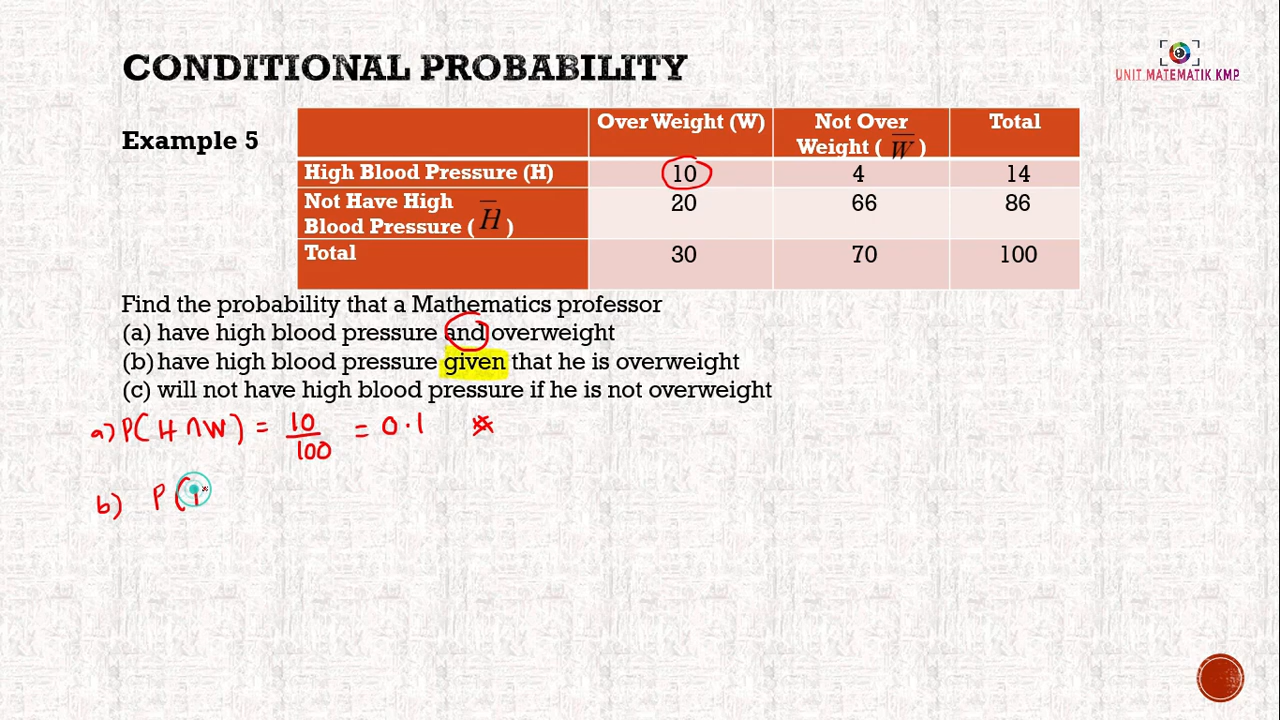 CONDITIONAL PROBABILITY
UNIT MATEMATIK KMP
Example 5
Over Weight (W) Not Over Weight ( W̅ ) Total
High Blood Pressure (H) 10 4 14
Not Have High Blood Pressure ( H̅ ) 20 66 86
Total 30 70 100
Find the probability that a Mathematics professor
(a) have high blood pressure and overweight
(b) have high blood pressure given that he is overweight
(c) will not have high blood pressure if he is not overweight
a) P( H ∩ W ) = 10/100 = 0.1
b) P (